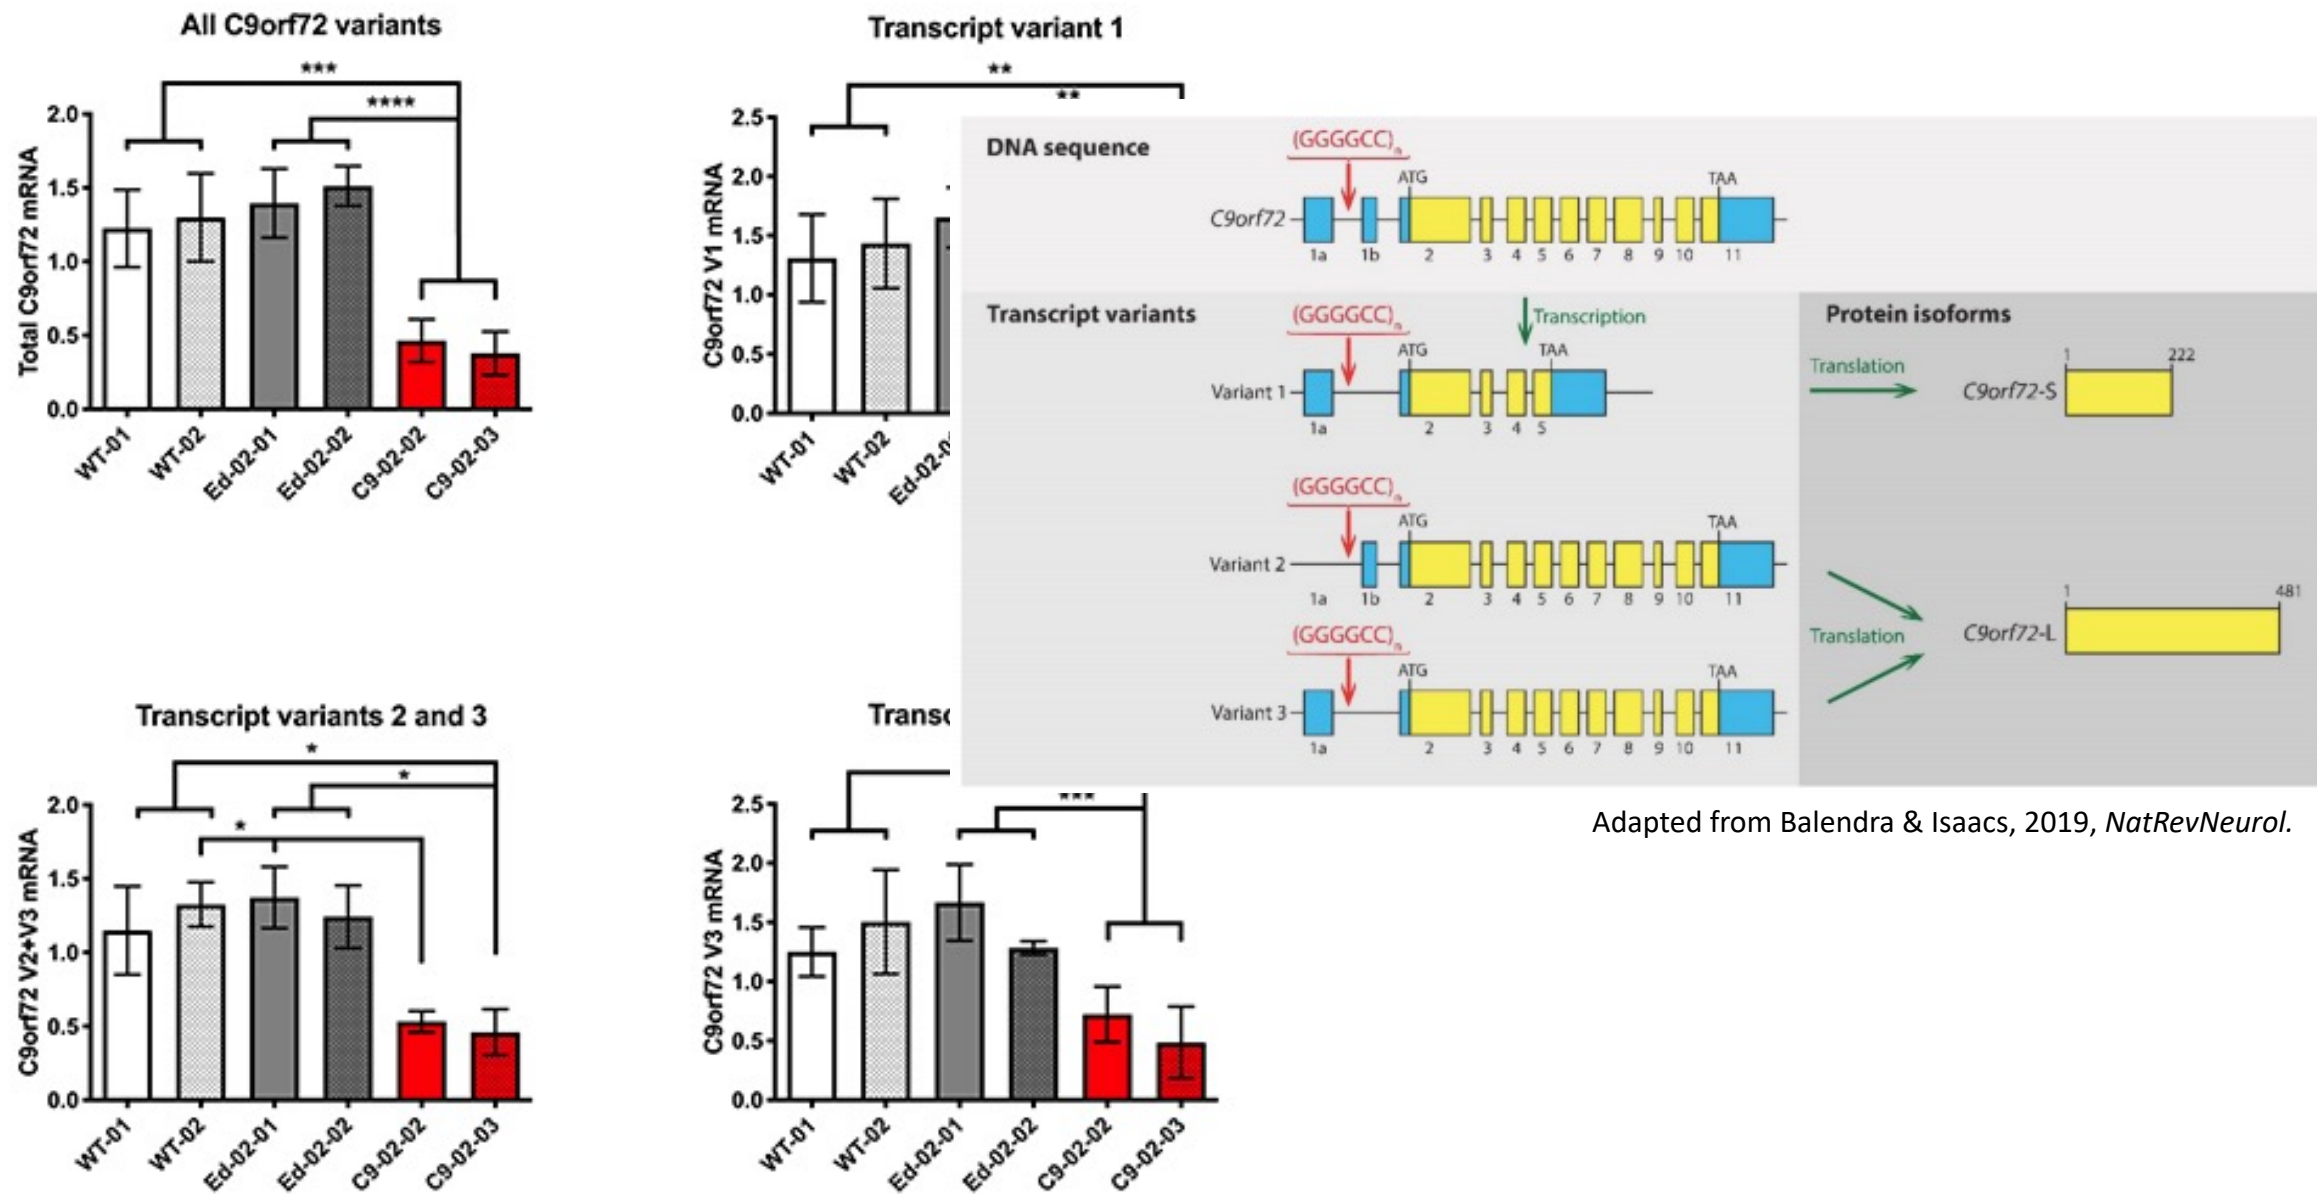 All C9orf72 variants
***
****
Total C9orf72 mRNA
2.0
1.5
1.0
0.5
0.0
WT-01
WT-02
Ed-02-01
Ed-02-02
C9-02-02
C9-02-03
Transcript variant 1
**
**
C9orf72 V1 mRNA
2.5
2.0
1.5
1.0
0.5
0.0
WT-01
WT-02
DNA sequence
(GGGGCC)n
ATG
TAA
C9orf72
1a 1b 2 3 4 5 6 7 8 9 10 11
Transcript variants
(GGGGCC)n
Transcription
ATG
TAA
Variant 1
1a 2 3 4 5
(GGGGCC)n
ATG
TAA
Variant 2
1a 1b 2 3 4 5 6 7 8 9 10 11
(GGGGCC)n
ATG
TAA
Variant 3
1a 2 3 4 5 6 7 8 9 10 11
Protein isoforms
Translation
1 222
C9orf72-S
Translation
1 481
C9orf72-L
Adapted from Balendra & Isaacs, 2019, NatRevNeurol.
Transcript variants 2 and 3
*
*
*
C9orf72 V2+V3 mRNA
2.0
1.5
1.0
0.5
0.0
WT-01
WT-02
Ed-02-01
Ed-02-02
C9-02-02
C9-02-03
***
C9orf72 V3 mRNA
2.5
2.0
1.5
1.0
0.5
0.0
WT-01
WT-02
Ed-02-01
Ed-02-02
C9-02-02
C9-02-03